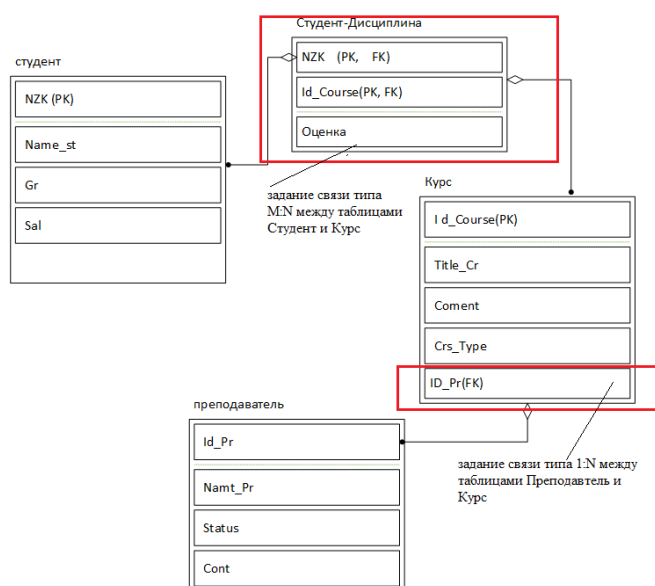 Студент-Дисциплина
NZK (PK, FK)
Id_Course(PK, FK)
Оценка
студент
NZK (PK)
Name_st
Gr
Sal
задание связи типа
M:N между таблицами
Студент и Курс
Курс
I d_Course(PK)
Title_Cr
Coment
Crs_Type
ID_Pr(FK)
преподаватель
Id_Pr
Namt_Pr
Status
Cont
задание связи типа 1:N между
таблицами Преподавтель и
Курс